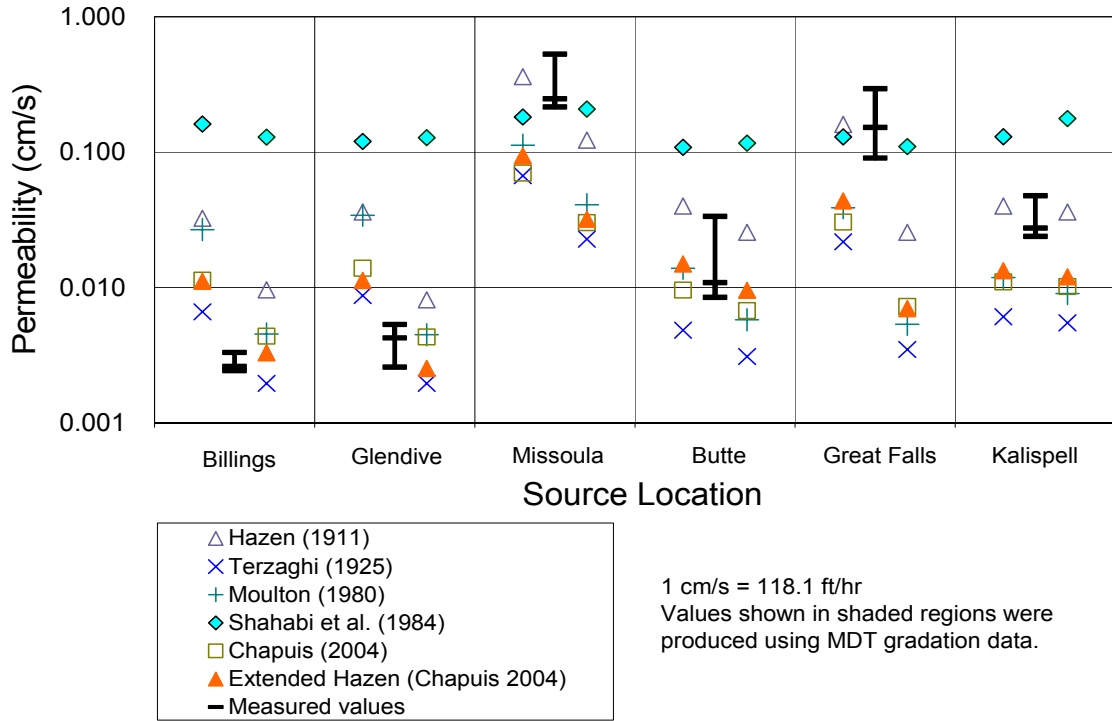 1.000
0.100
0.010
0.001
Permeability (cm/s)
Billings
Glendive
Missoula
Butte
Great Falls
Kalispell
Source Location
Hazen (1911)
Terzaghi (1925)
Moulton (1980)
Shahabi et al. (1984)
Chapuis (2004)
Extended Hazen (Chapuis 2004)
Measured values
1 cm/s = 118.1 ft/hr
Values shown in shaded regions were
produced using MDT gradation data.